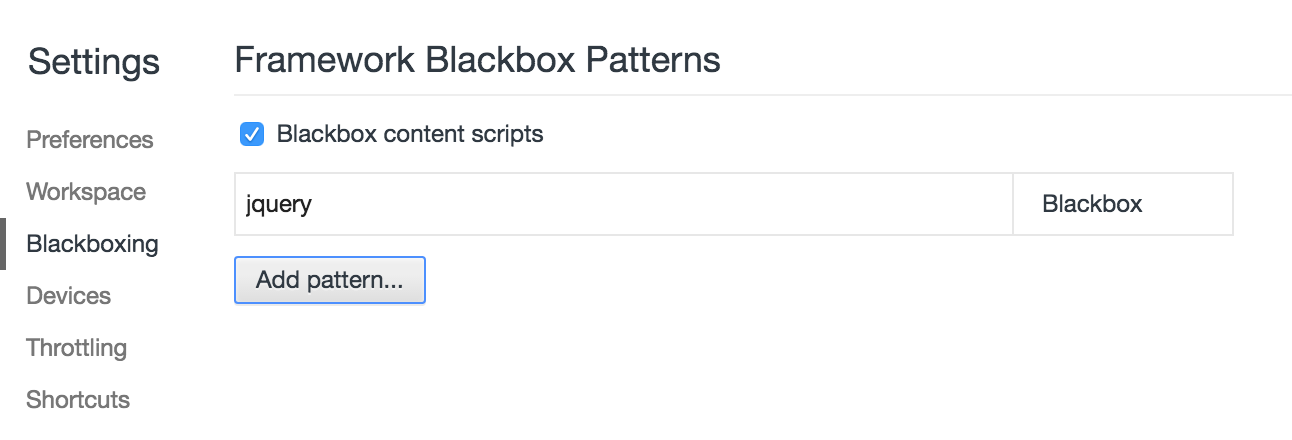 Settings
Preferences
Workspace
Blackboxing
Devices
Throttling
Shortcuts
Framework Blackbox Patterns
Blackbox content scripts
jquery Blackbox
Add pattern...